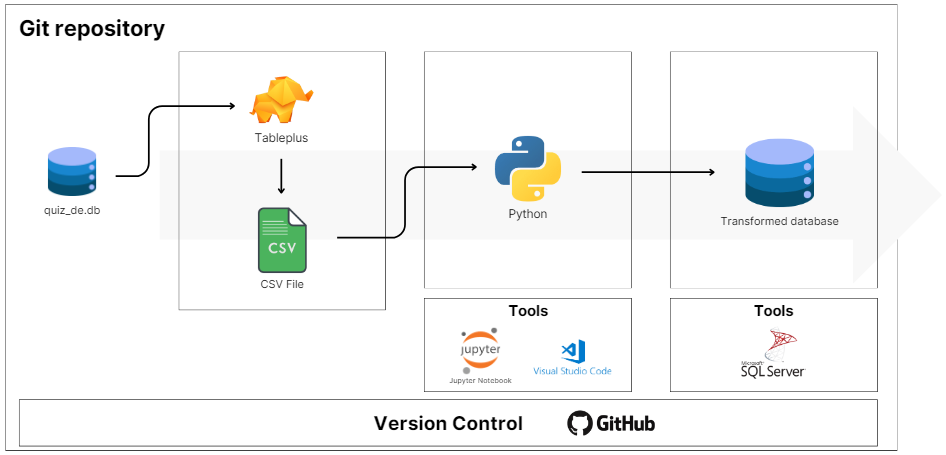 Git repository
Tableplus
quiz_de.db
CSV
CSV File
Python
Transformed database
Tools
jupyter
Jupyter Notebook
Visual Studio Code
Tools
Microsoft
SQL Server
Version Control
GitHub